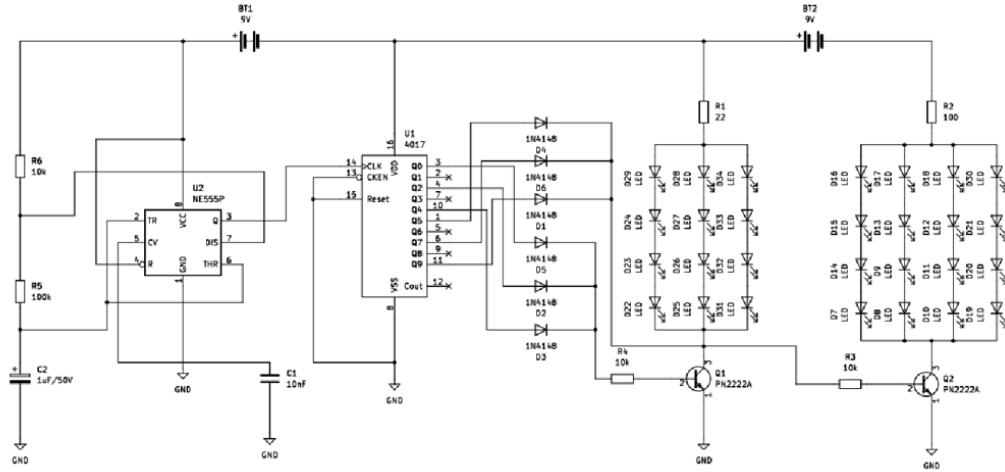 BT1
9V
BT2
9V
R1
22
R2
100
R6
10k
U2
NE555P
VCC
8
2
TR
5
CV
4
R
Q
3
DIS
7
THR
6
GND
1
R5
100k
C2
1uF/50V
GND
GND
C1
10nF
GND
U1
4017
16
VDD
14
CLK
13
CKEN
15
Reset
VSS
8
Q0
3
Q1
2
Q2
4
Q3
7
Q4
10
Q5
1
Q6
5
Q7
6
Q8
9
Q9
11
Cout
12
GND
1N4148
D4
1N4148
D6
1N4148
D1
1N4148
D5
1N4148
D2
1N4148
D3
D29
LED
D28
LED
D34
LED
D24
LED
D27
LED
D33
LED
D23
LED
D26
LED
D32
LED
D22
LED
D25
LED
D31
LED
D16
LED
D17
LED
D18
LED
D30
LED
D15
LED
D13
LED
D12
LED
D21
LED
D14
LED
D9
LED
D11
LED
D20
LED
D7
LED
D8
LED
D10
LED
D19
LED
R4
10k
2
3
1
Q1
PN2222A
GND
R3
10k
2
3
1
Q2
PN2222A
GND